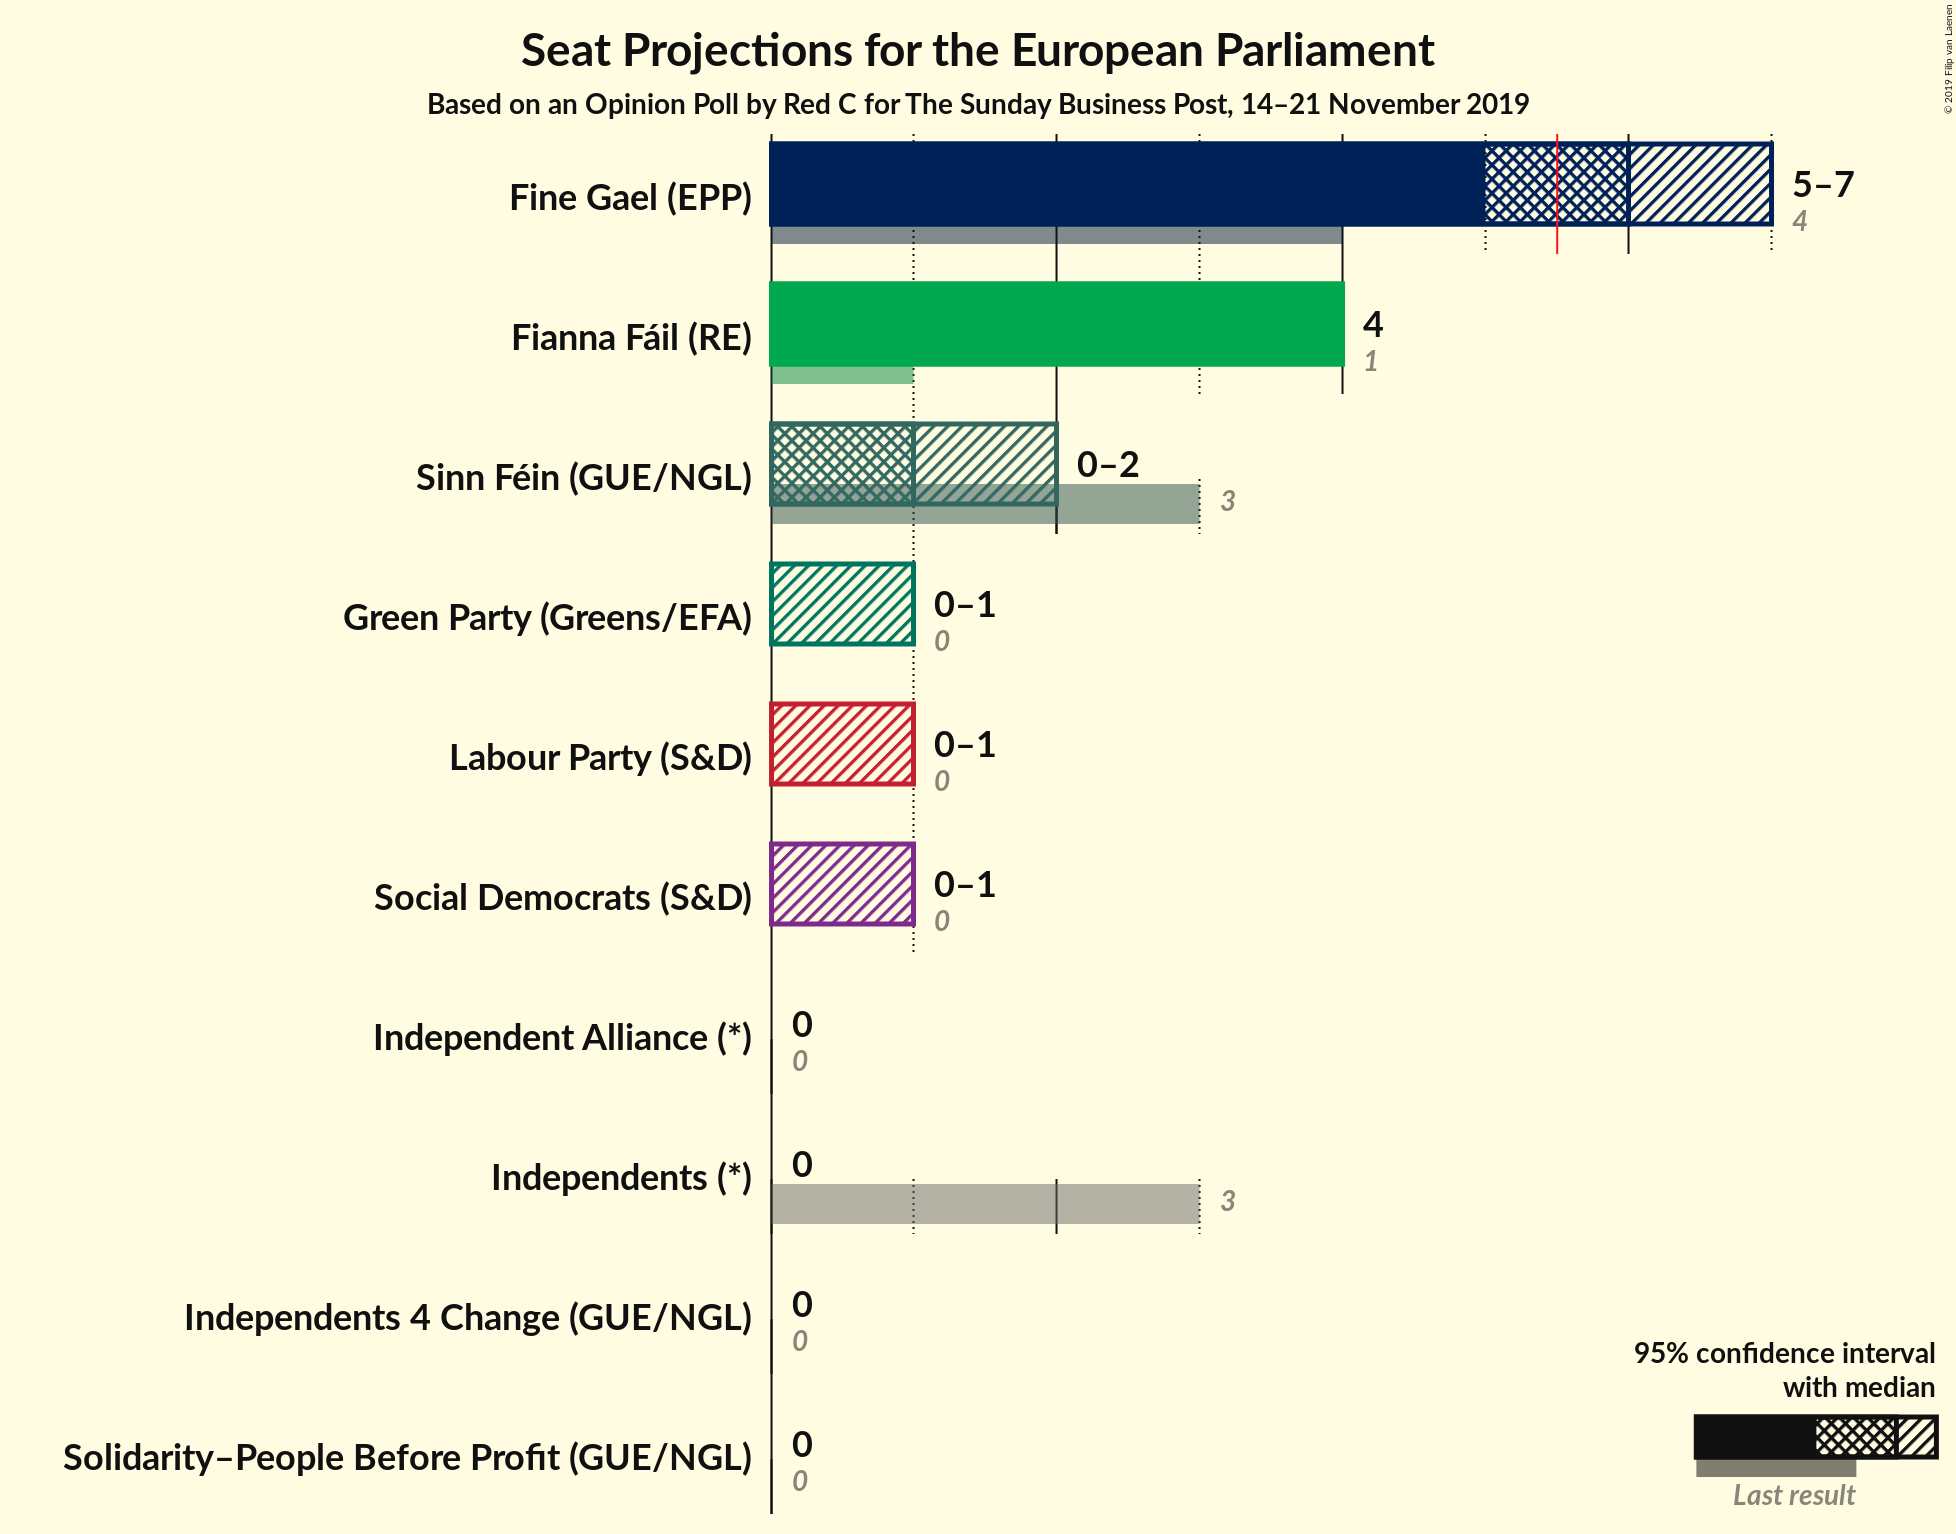 Seat Projections for the European Parliament
Based on an Opinion Poll by Red C for The Sunday Business Post, 14–21 November 2019
© 2019 Filip van Laenen
Fine Gael (EPP)
5–7
4
Fianna Fáil (RE)
4
1
Sinn Féin (GUE/NGL)
0–2
3
Green Party (Greens/EFA)
0–1
0
Labour Party (S&D)
0–1
0
Social Democrats (S&D)
0–1
0
Independent Alliance (*)
0
0
Independents (*)
0
3
Independents 4 Change (GUE/NGL)
0
0
Solidarity–People Before Profit (GUE/NGL)
0
0
95% confidence interval
with median
Last result